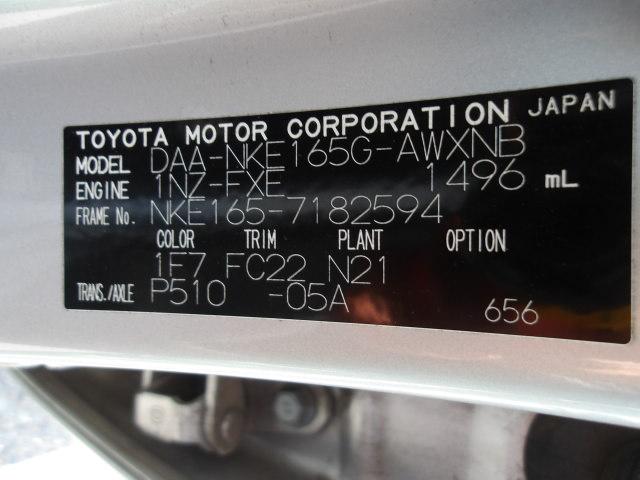 TOYOTA MOTOR CORPORATION JAPAN
MODEL DAA-NKE165G-AWXNB
ENGINE 1NZ-FXE 1496 mL
FRAME No. NKE165-7182594
COLOR TRIM PLANT OPTION
1F7 FC22 N21
TRANS./AXLE P510 -05A
656